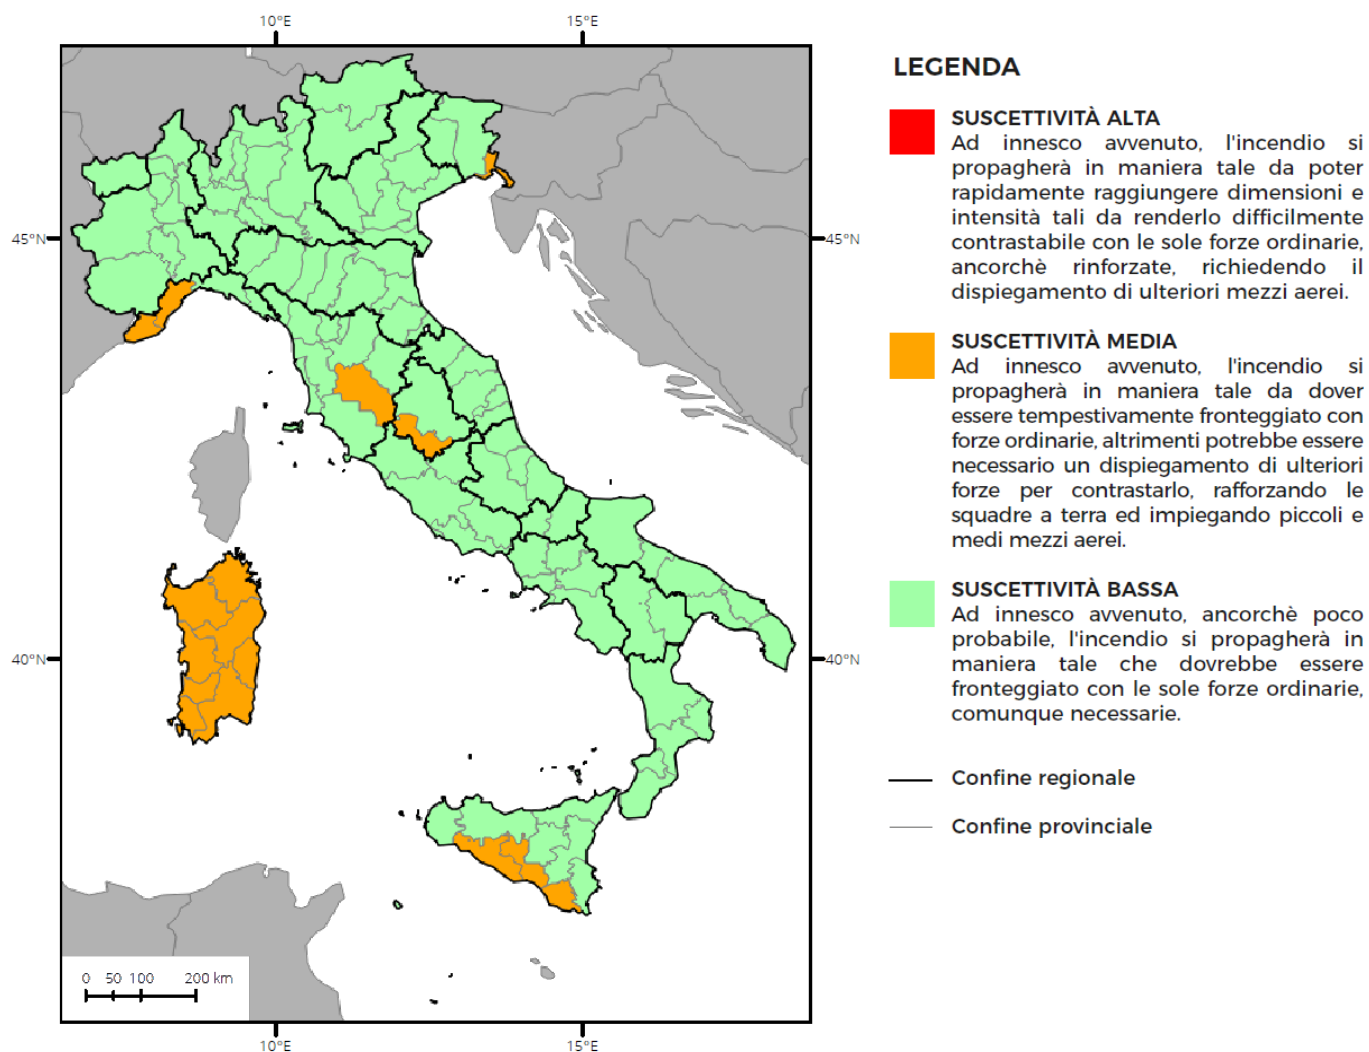 10°E
15°E
45°N
45°N
40°N
40°N
0 50 100 200 km
10°E
15°E
LEGENDA
SUSCETTIVITÀ ALTA
Ad innesco avvenuto, l'incendio si
propagherà in maniera tale da poter
rapidamente raggiungere dimensioni e
intensità tali da renderlo difficilmente
contrastabile con le sole forze ordinarie,
ancorchè rinforzate, richiedendo il
dispiegamento di ulteriori mezzi aerei.
SUSCETTIVITÀ MEDIA
Ad innesco avvenuto, l'incendio si
propagherà in maniera tale da dover
essere tempestivamente fronteggiato con
forze ordinarie, altrimenti potrebbe essere
necessario un dispiegamento di ulteriori
forze per contrastarlo, rafforzando le
squadre a terra ed impiegando piccoli e
medi mezzi aerei.
SUSCETTIVITÀ BASSA
Ad innesco avvenuto, ancorchè poco
probabile, l'incendio si propagherà in
maniera tale che dovrebbe essere
fronteggiato con le sole forze ordinarie,
comunque necessarie.
Confine regionale
Confine provinciale